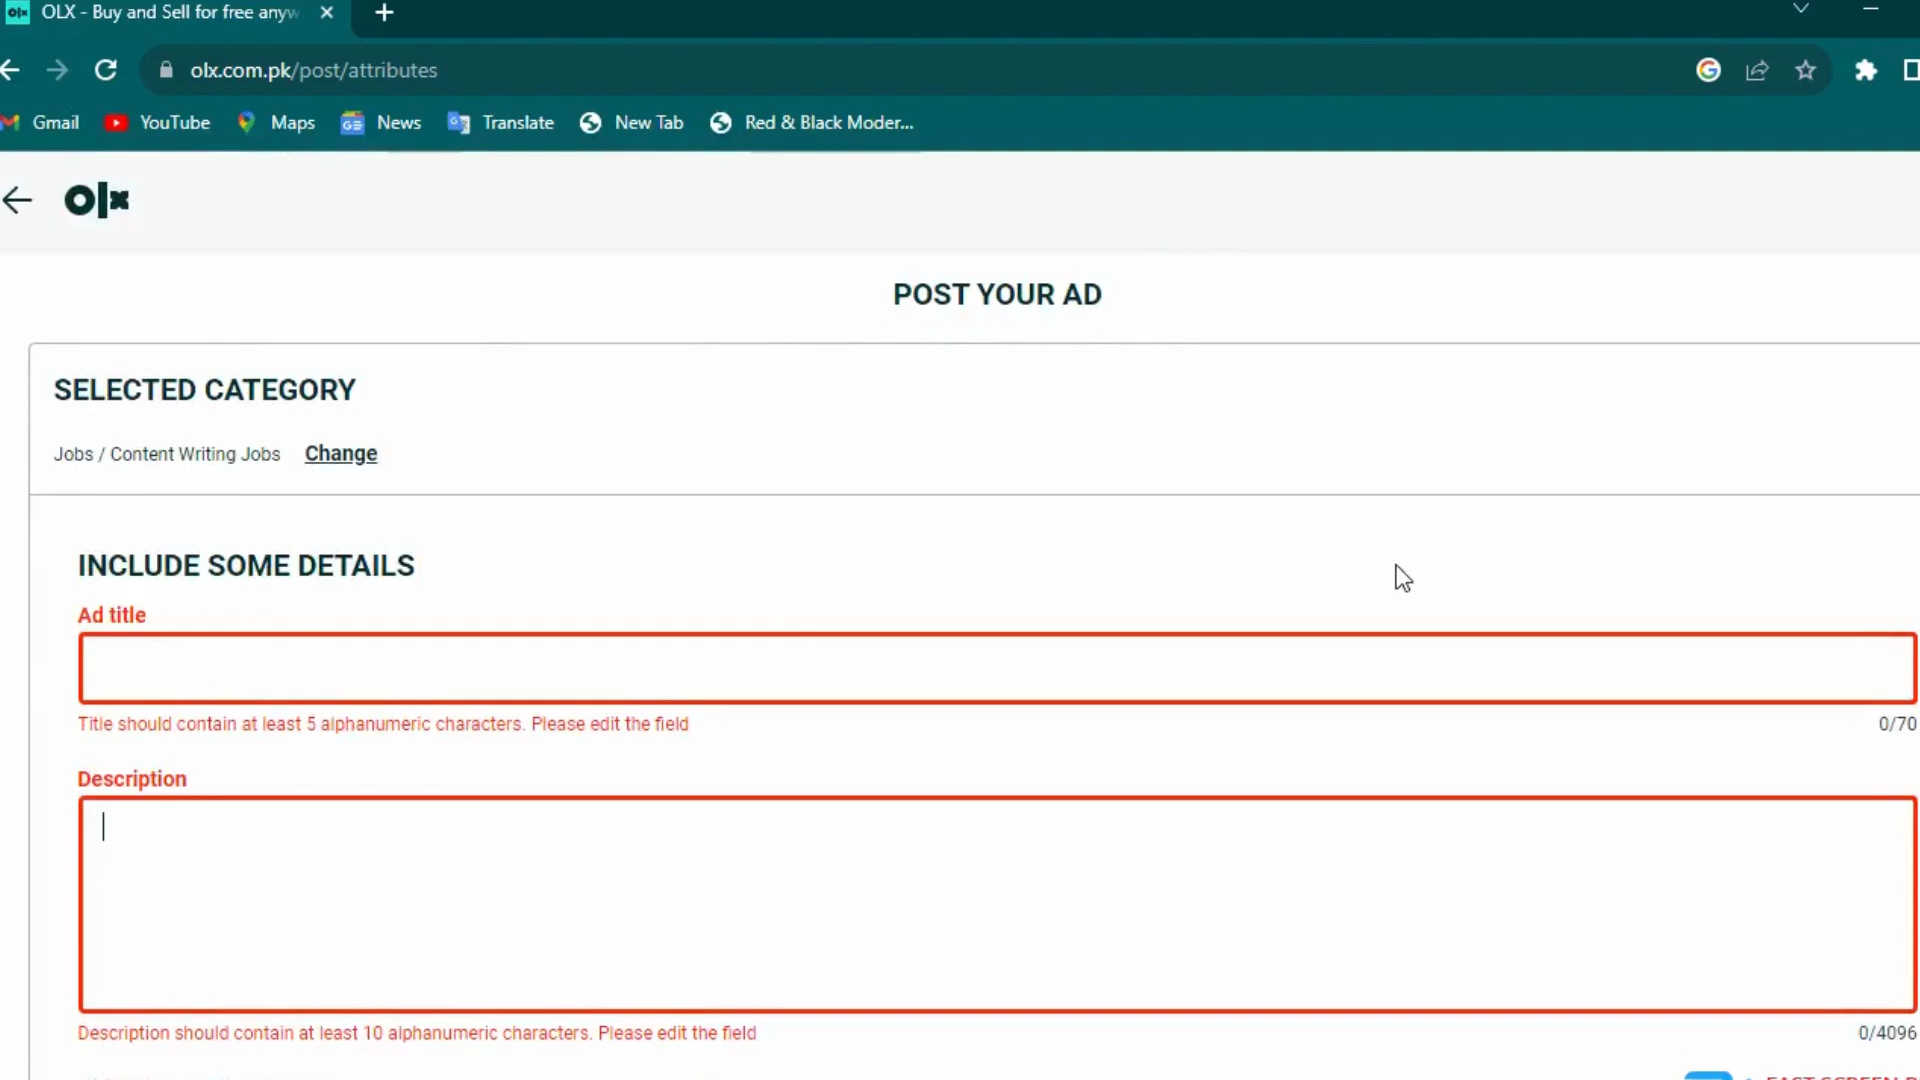 OLX - Buy and Sell for free anyw
olx.com.pk/post/attributes
Gmail YouTube Maps News Translate New Tab Red & Black Moder...
olx
POST YOUR AD
SELECTED CATEGORY
Jobs / Content Writing Jobs Change
INCLUDE SOME DETAILS
Ad title
Title should contain at least 5 alphanumeric characters. Please edit the field 0/70
Description
Description should contain at least 10 alphanumeric characters. Please edit the field 0/4096